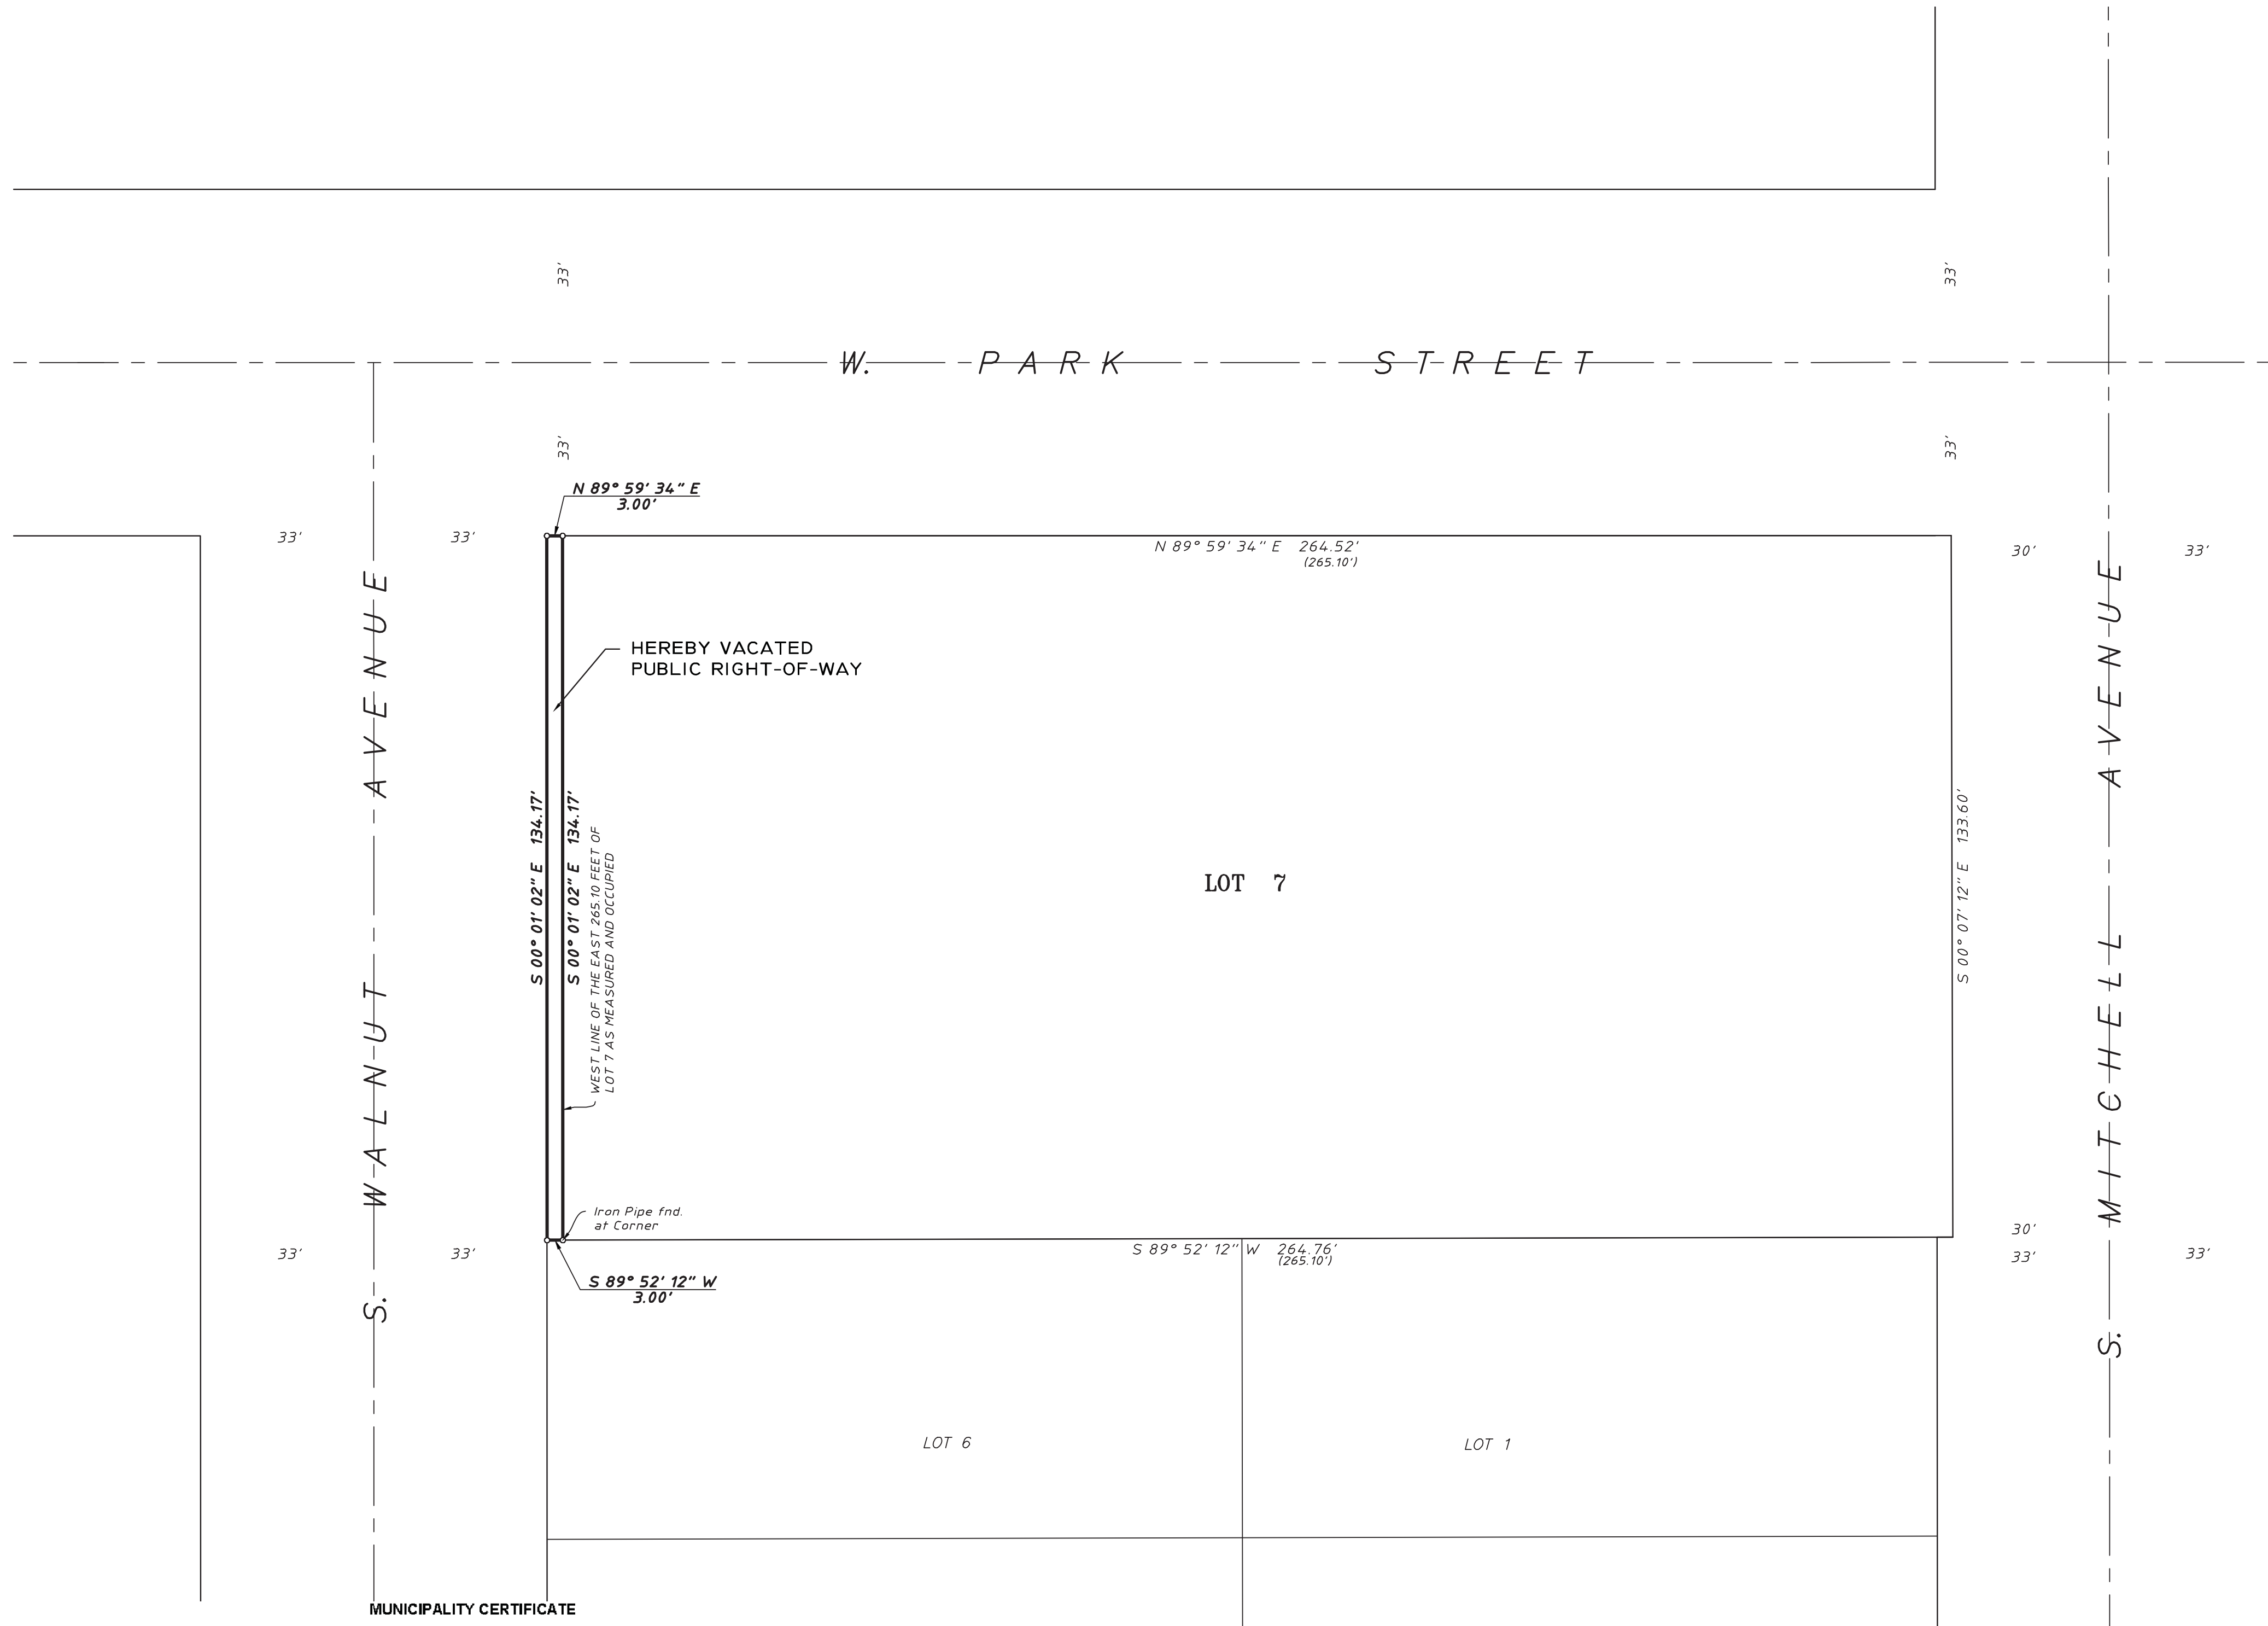 33'
33'
W. PARK STREET
33'
33'
N 89° 59' 34" E
3.00'
33'
33'
N 89° 59' 34" E 264.52'
(265.10')
30'
33'
HEREBY VACATED
PUBLIC RIGHT-OF-WAY
S. WALNUT AVENUE
S 00° 01' 02" E 134.17'
S 00° 01' 02" E 134.17'
WEST LINE OF THE EAST 265.10 FEET OF
LOT 7 AS MEASURED AND OCCUPIED
LOT 7
S 00° 07' 12" E 133.60'
S. MITCHELL AVENUE
Iron Pipe fnd.
at Corner
33'
33'
S 89° 52' 12" W 264.76'
(265.10')
30'
33'
33'
S 89° 52' 12" W
3.00'
LOT 6
LOT 1
MUNICIPALITY CERTIFICATE